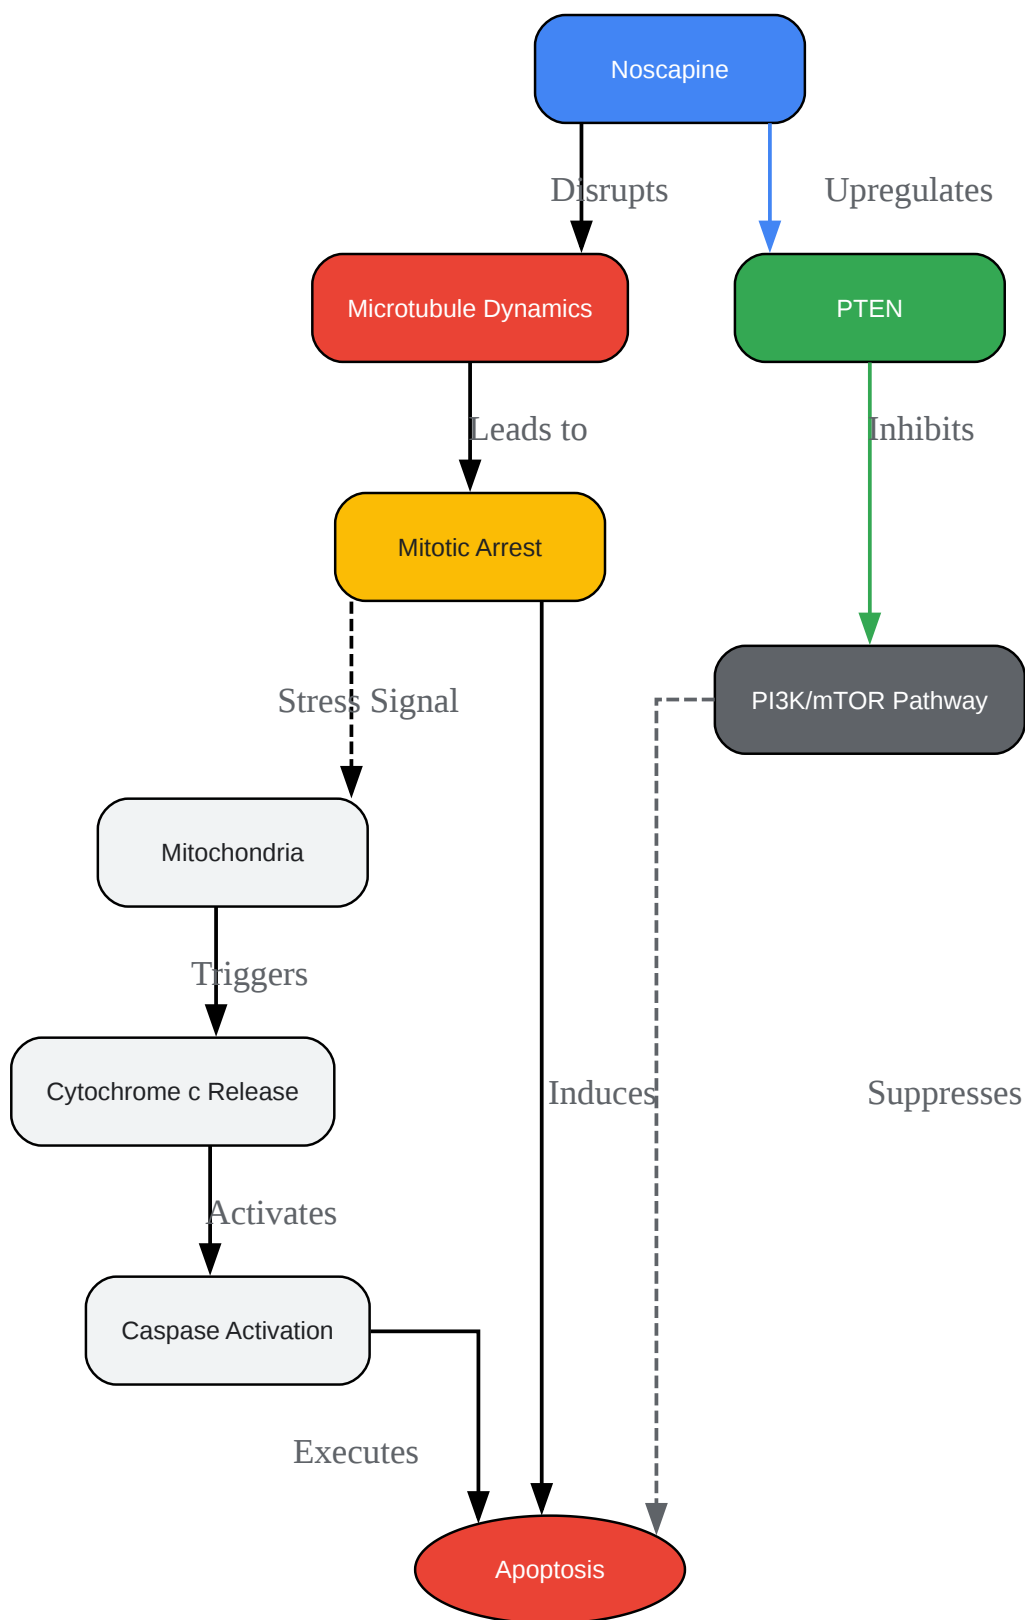 Noscapine
Disrupts
Upregulates
Microtubule Dynamics
PTEN
Leads to
Inhibits
Mitotic Arrest
Stress Signal
PI3K/mTOR Pathway
Mitochondria
Triggers
Cytochrome c Release
Induces
Suppresses
Activates
Caspase Activation
Executes
Apoptosis